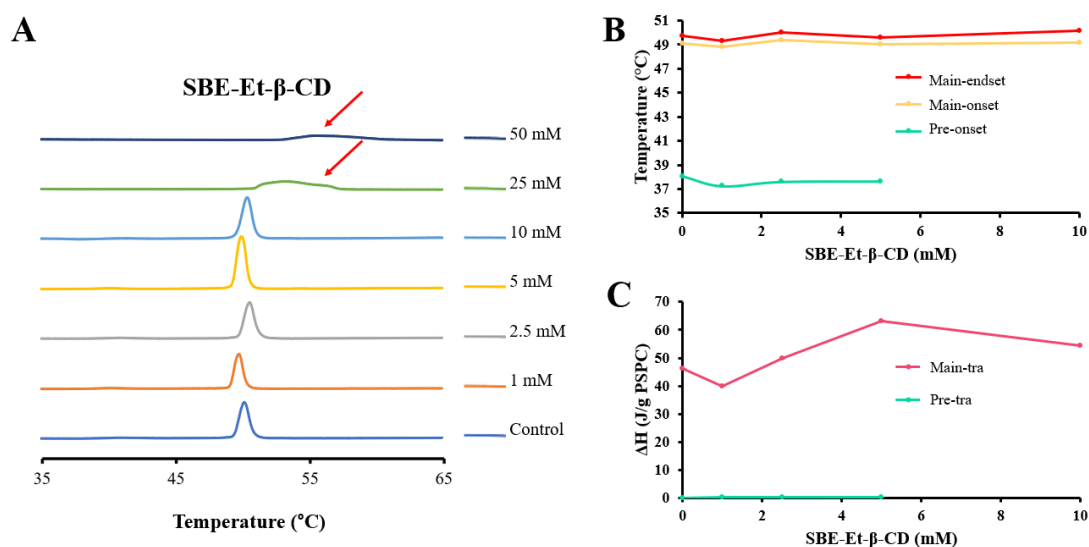 A
SBE-Et-β-CD
50 mM
25 mM
10 mM
5 mM
2.5 mM
1 mM
Control
35 45 55 65
Temperature (°C)
B
51
49
47
45
43
41
39
37
35
Temperature (°C)
Main-endset
Main-onset
Pre-onset
0 2 4 6 8 10
SBE-Et-β-CD (mM)
C
70
60
50
40
30
20
10
0
ΔH (J/g PSPC)
Main-tra
Pre-tra
0 2 4 6 8 10
SBE-Et-β-CD (mM)